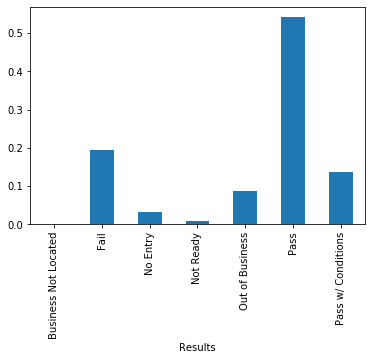 0.5
0.4
0.3
0.2
0.1
0.0
Business Not Located
Fail
No Entry
Not Ready
Out of Business
Pass
Pass w/ Conditions
Results